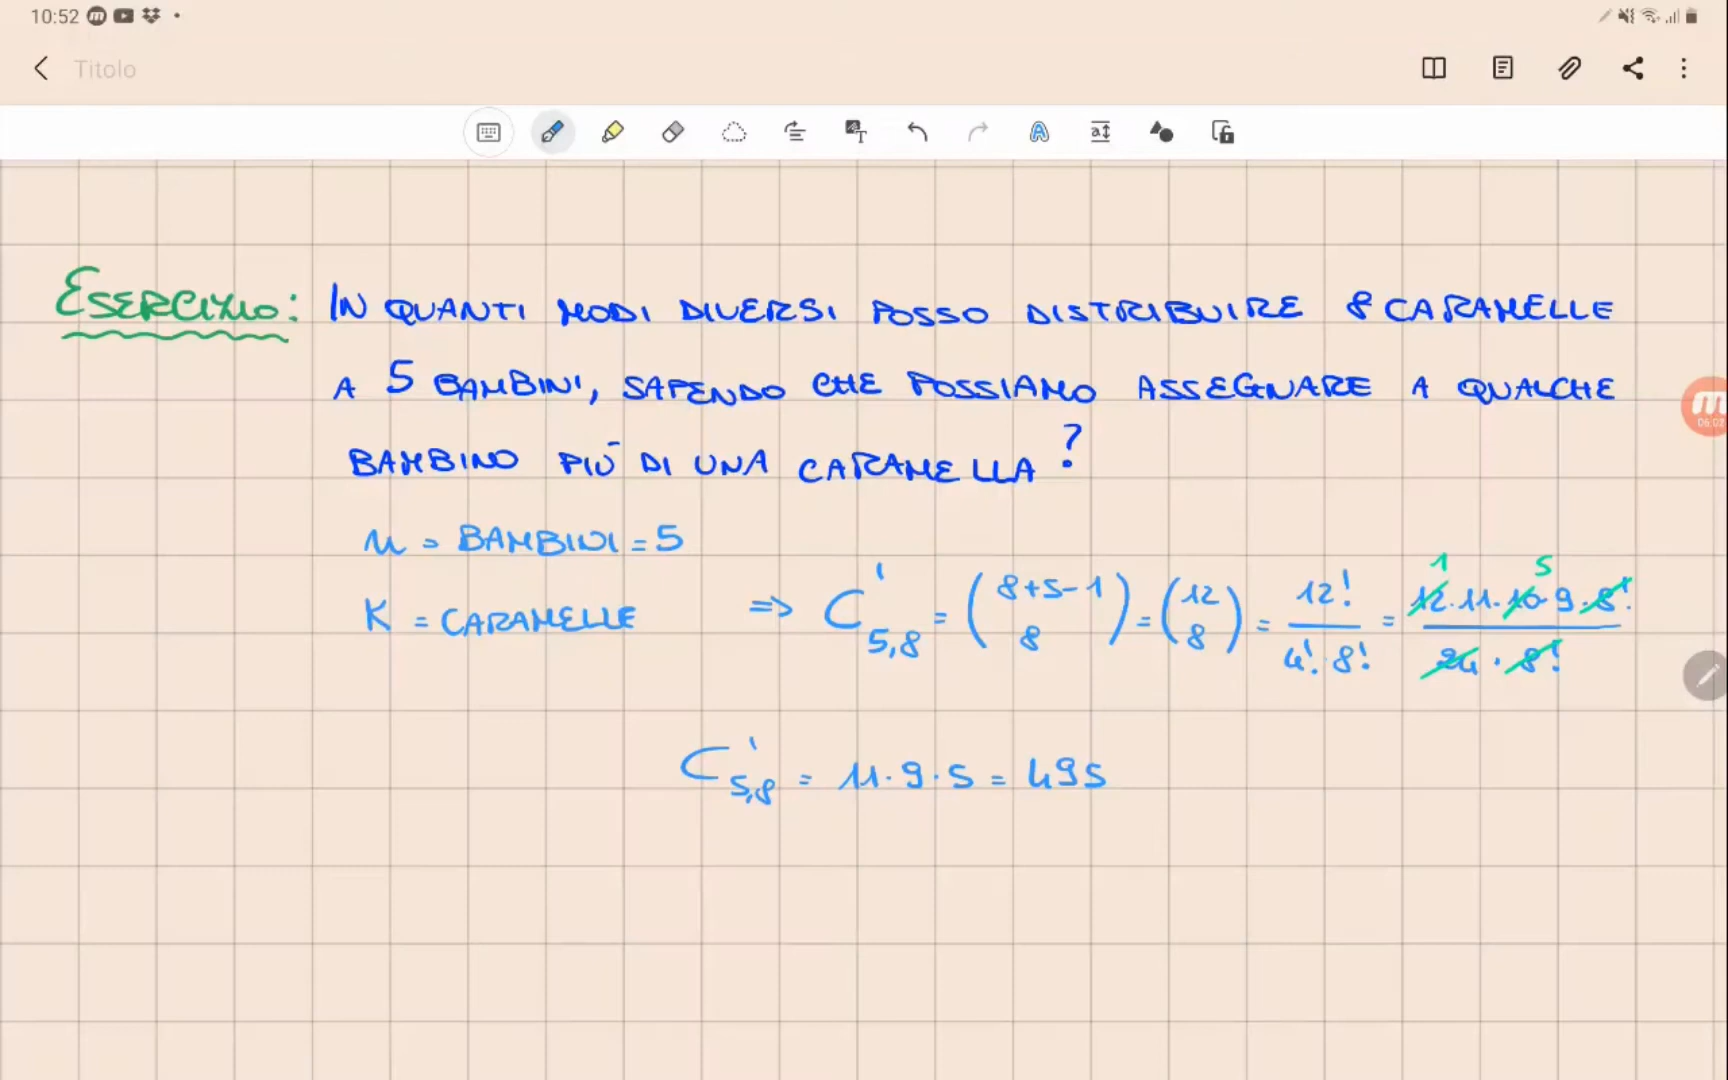 10:52
Titolo
ESERCIZIO: IN QUANTI MODI DIVERSI POSSO DISTRIBUIRE 8 CARAMELLE
A 5 BAMBINI, SAPENDO CHE POSSIAMO ASSEGNARE A QUALCHE
BAMBINO PIÙ DI UNA CARAMELLA?
n = BAMBINI = 5
K = CARAMELLE => C'5,8 = (8+5-1 8) = (12 8) = 12! / 4! · 8! = 12 · 11 · 10 · 9 · 8! / 24 · 8!
1 5
C'5,8 = 11 · 9 · 5 = 495